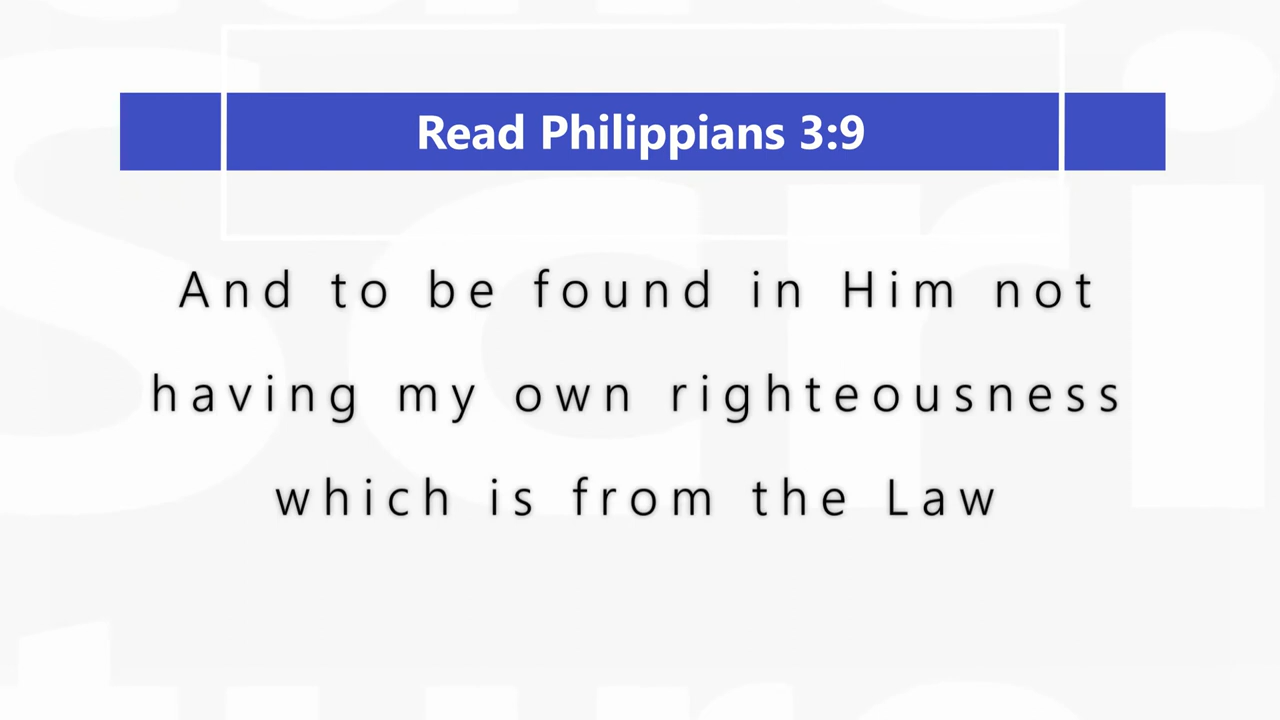 Read Philippians 3:9
And to be found in Him not
having my own righteousness
which is from the Law